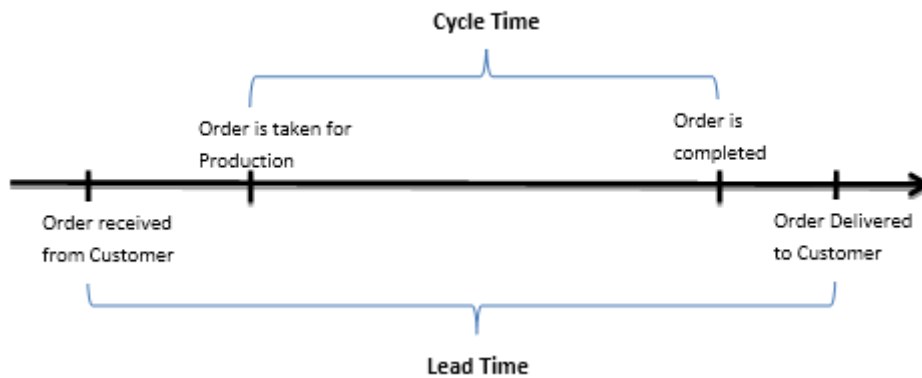 Cycle Time
Order is taken for
Production
Order is
completed
Order received
from Customer
Order Delivered
to Customer
Lead Time